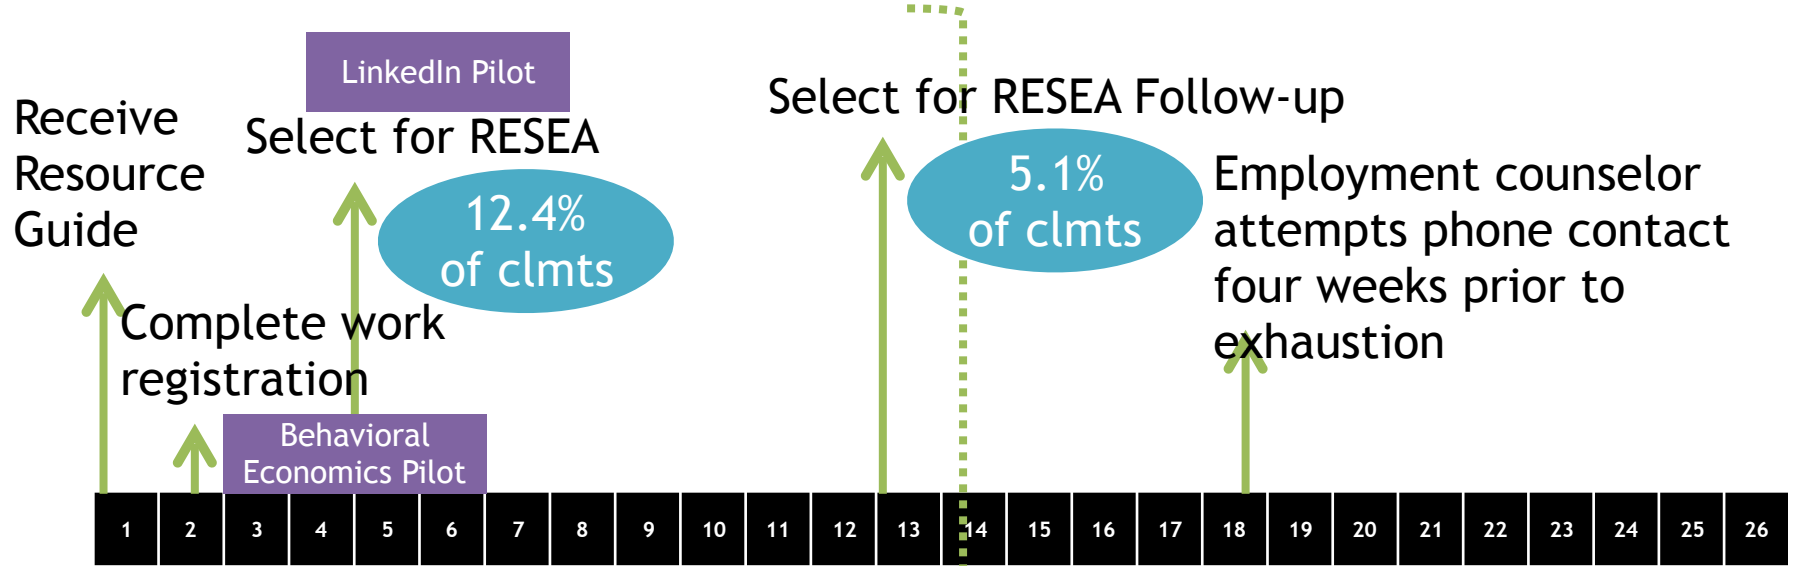 LinkedIn Pilot
Receive
Resource
Guide
Select for RESEA
12.4%
of clmts
Complete work
registration
Behavioral
Economics Pilot
Select for RESEA Follow-up
5.1%
of clmts
Employment counselor
attempts phone contact
four weeks prior to
exhaustion
1 2 3 4 5 6 7 8 9 10 11 12 13 14 15 16 17 18 19 20 21 22 23 24 25 26